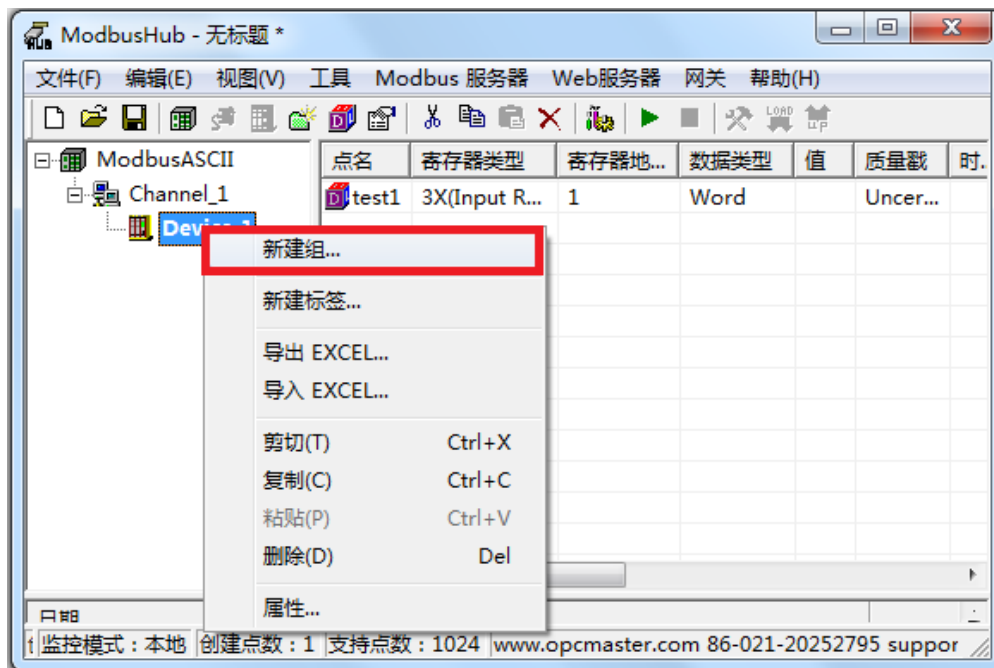 ModbusHub - 无标题 *
文件(F) 编辑(E) 视图(V) 工具 Modbus 服务器 Web服务器 网关 帮助(H)
ModbusASCII
Channel_1
点名 寄存器类型 寄存器地... 数据类型 值 质量戳 时.
test1 3X(Input R... 1 Word Uncer...
新建组...
新建标签...
导出 EXCEL...
导入 EXCEL...
剪切(T) Ctrl+X
复制(C) Ctrl+C
粘贴(P) Ctrl+V
删除(D) Del
属性...
日期
监控模式：本地 创建点数：1 支持点数：1024 www.opcmaster.com 86-021-20252795 suppor